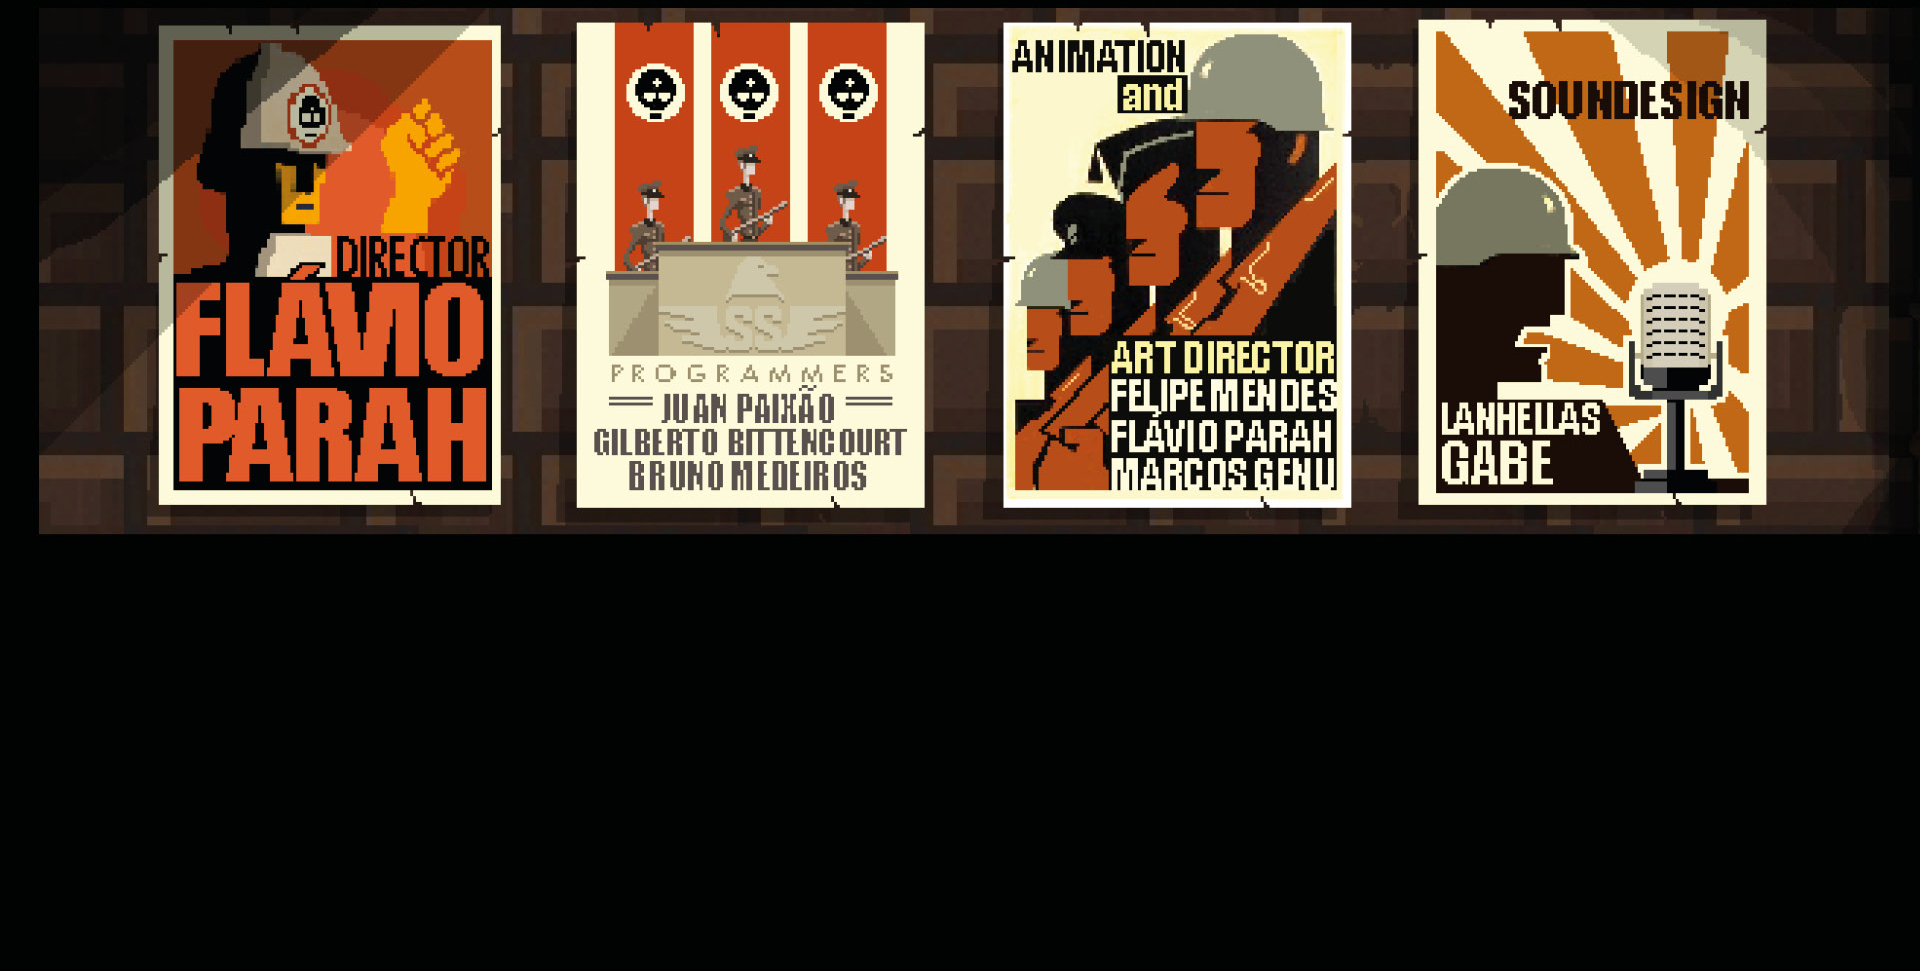 DIRECTOR
FLÁVIO
PARAH
SS
PROGRAMMERS
JUAN PAIXÃO
GILBERTO BITTENCOURT
BRUNO MEDEIROS
ANIMATION
and
ART DIRECTOR
FELIPE MENDES
FLÁVIO PARAH
MARCOS GENU
SOUNDESIGN
LANHELLAS
GABE